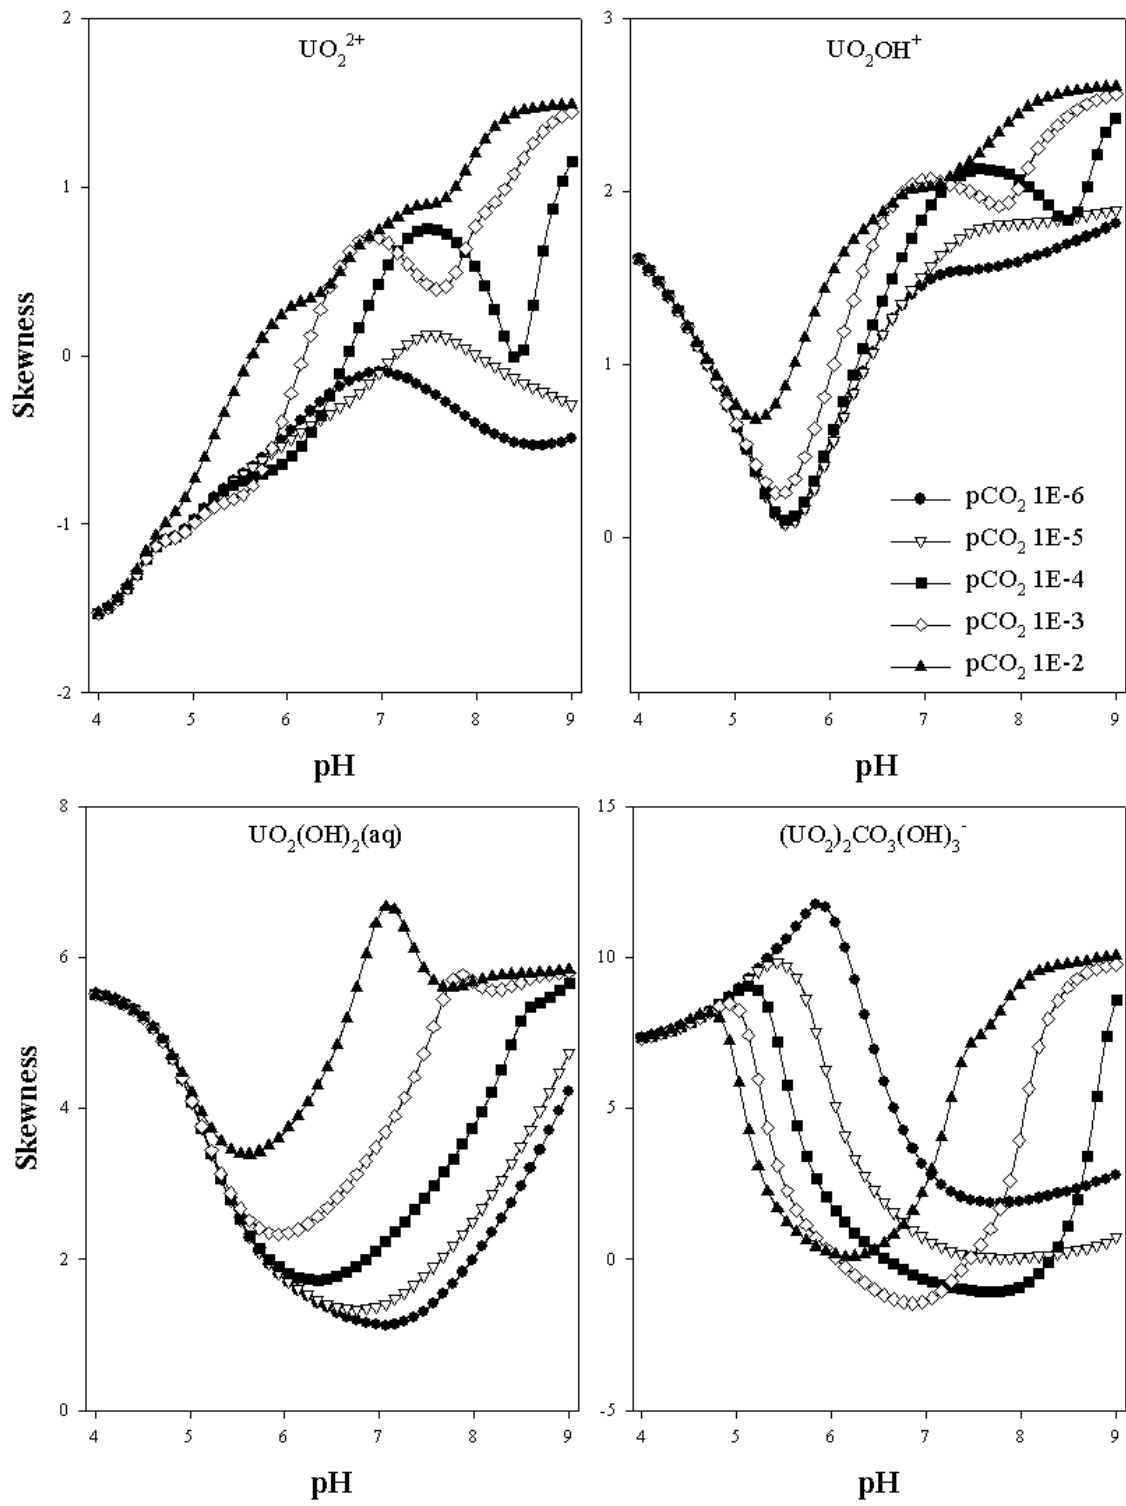 UO₂²⁺
2
1
0
-1
-2
Skewness
4 5 6 7 8 9
pH
UO₂OH⁺
3
2
1
0
pCO₂ 1E-6
pCO₂ 1E-5
pCO₂ 1E-4
pCO₂ 1E-3
pCO₂ 1E-2
4 5 6 7 8 9
pH
UO₂(OH)₂(aq)
8
6
4
2
0
Skewness
4 5 6 7 8 9
pH
(UO₂)₂CO₃(OH)₃⁻
15
10
5
0
-5
4 5 6 7 8 9
pH